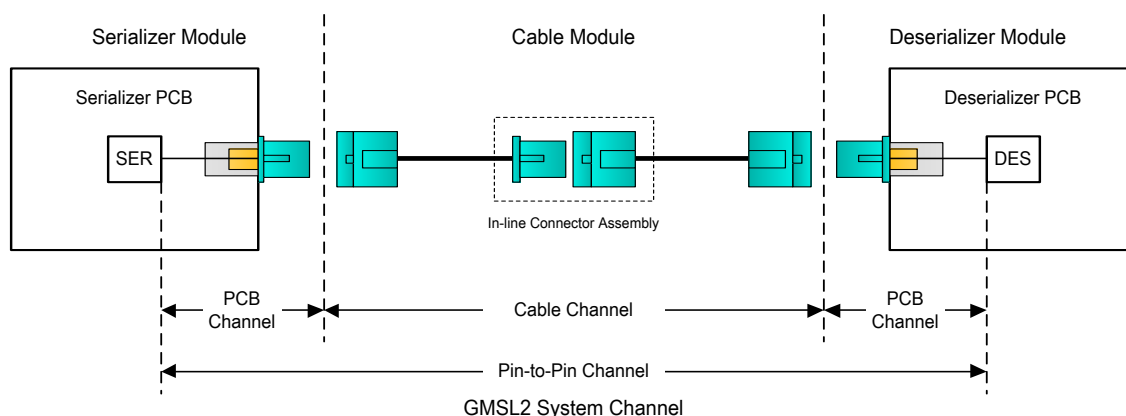 Serializer Module
Cable Module
Deserializer Module
Serializer PCB
Deserializer PCB
SER
DES
In-line Connector Assembly
PCB
Channel
Cable Channel
PCB
Channel
Pin-to-Pin Channel
GMSL2 System Channel